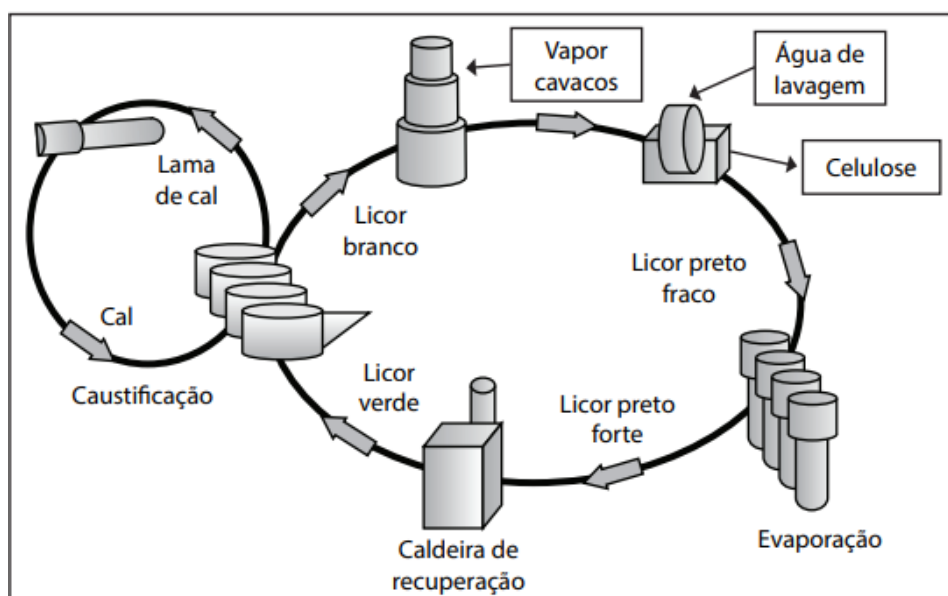 Vapor
cavacos
Água de
lavagem
Celulose
Lama
de cal
Licor
branco
Licor preto
fraco
Cal
Caustificação
Licor
verde
Licor preto
forte
Caldeira de
recuperação
Evaporação